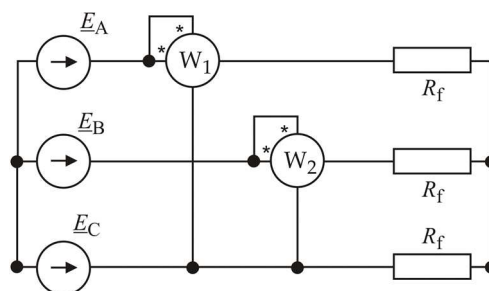 E_A
* *
W_1
R_f
E_B
* *
W_2
R_f
E_C
R_f